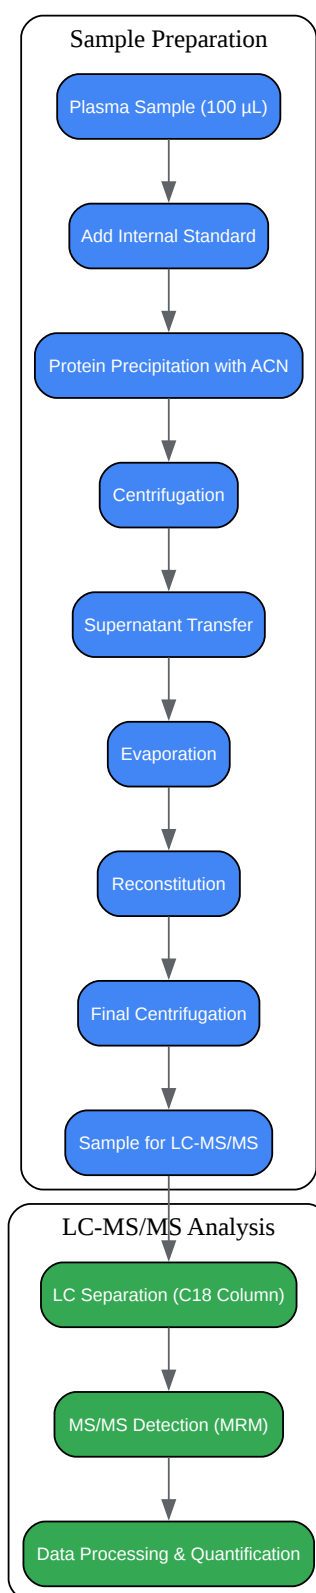 Sample Preparation
Plasma Sample (100 µL)
Add Internal Standard
Protein Precipitation with ACN
Centrifugation
Supernatant Transfer
Evaporation
Reconstitution
Final Centrifugation
Sample for LC-MS/MS
LC-MS/MS Analysis
LC Separation (C18 Column)
MS/MS Detection (MRM)
Data Processing & Quantification